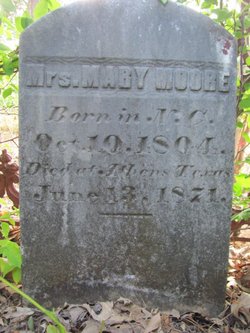 Mrs. MARY MOORE
Born in N. C.
Oct. 19. 1804.
Died at Athens Texas
June 13. 1871.